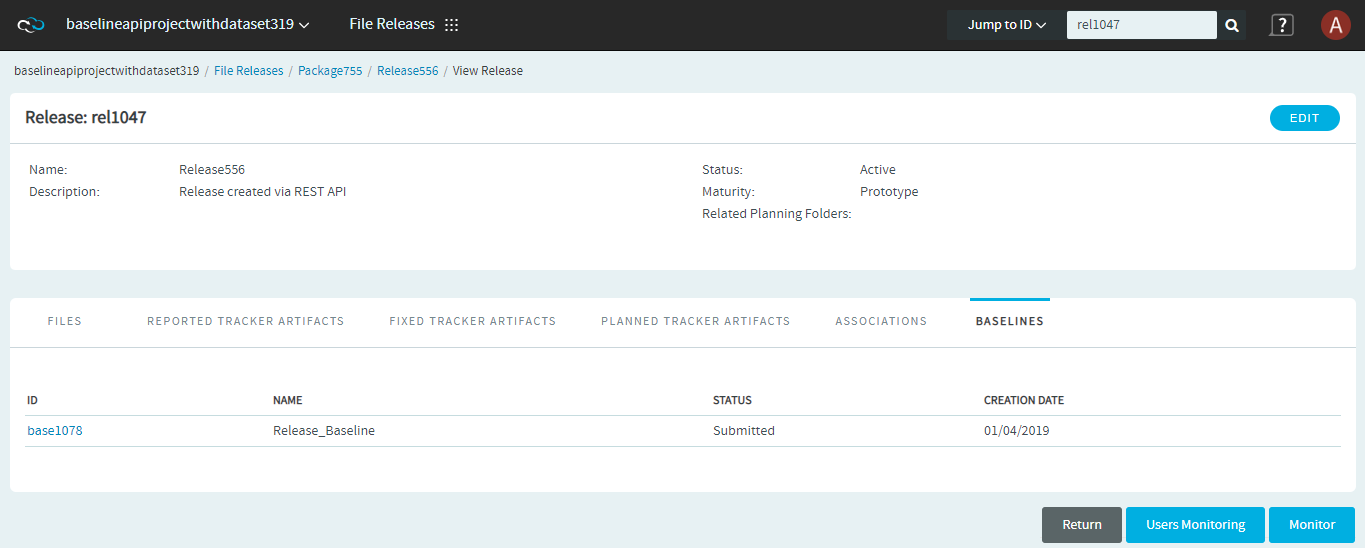 baselineapiprojectwithdataset319 File Releases Jump to ID rel1047 ? A
baselineapiprojectwithdataset319 / File Releases / Package755 / Release556 / View Release
Release: rel1047 EDIT
Name: Release556 Status: Active
Description: Release created via REST API Maturity: Prototype
Related Planning Folders:
FILES REPORTED TRACKER ARTIFACTS FIXED TRACKER ARTIFACTS PLANNED TRACKER ARTIFACTS ASSOCIATIONS BASELINES
ID NAME STATUS CREATION DATE
base1078 Release_Baseline Submitted 01/04/2019
Return Users Monitoring Monitor